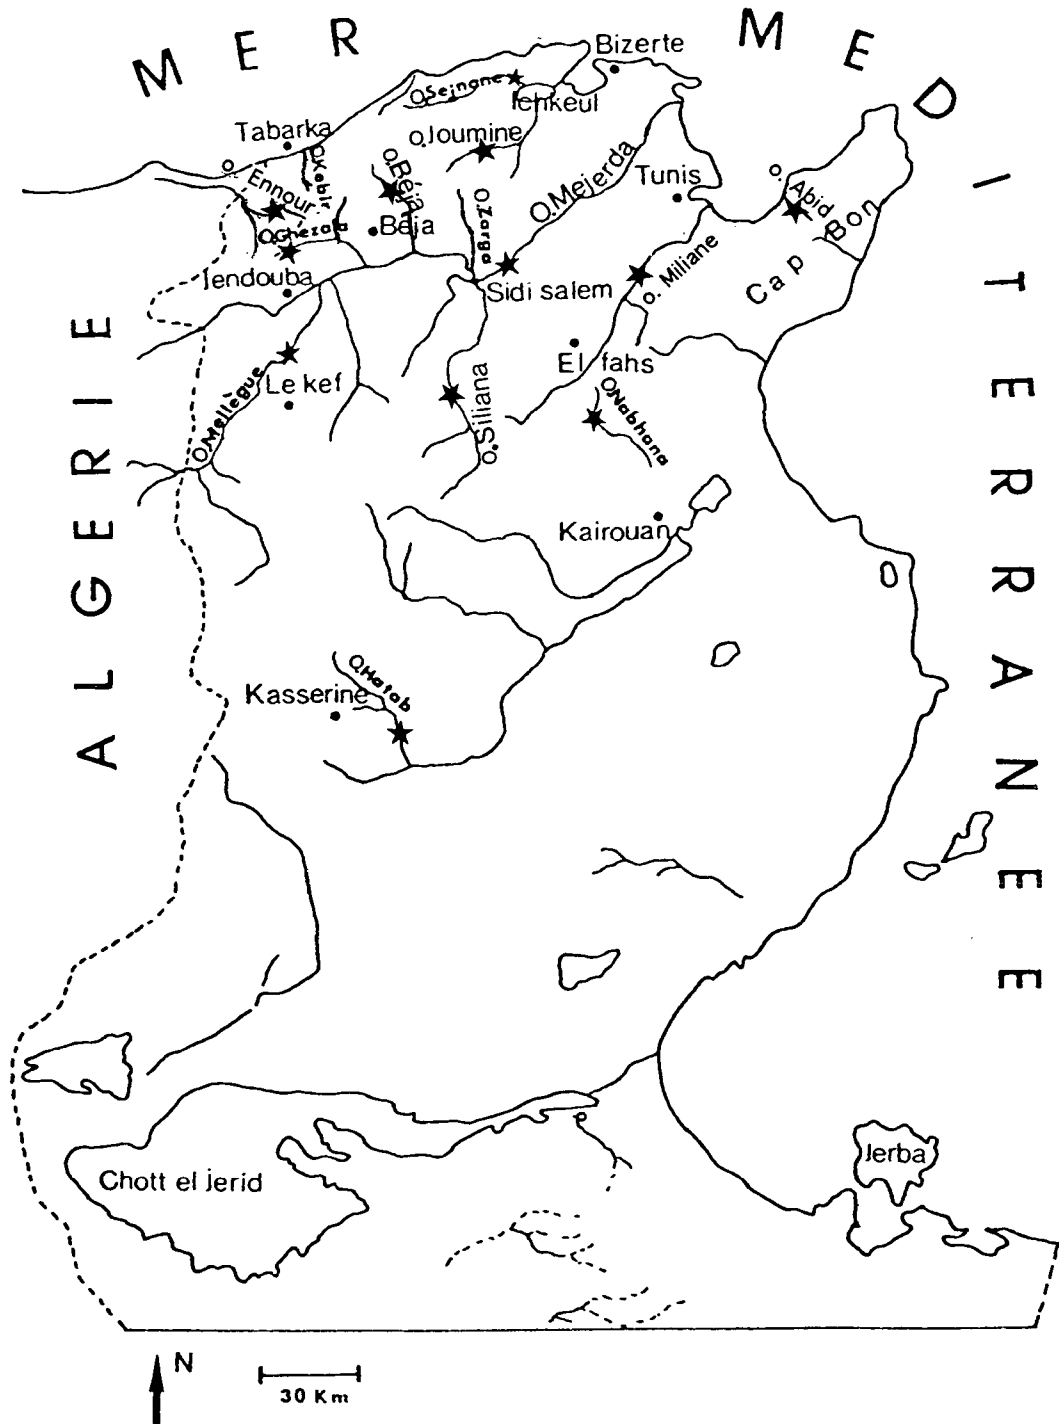 MER MEDITERRANEE
ALGERIE
Bizerte
O.Sejnane
Ichkeul
Tabarka
o.Joumine
O.Kebir
o. Ennour
O.Béja
O.Ghezala
Béja
O.Zarga
O.Mejerda
Tunis
o. Abid
Cap Bon
Jendouba
Sidi salem
o. Miliane
El fahs
Le kef
O.Mellègue
o.Siliana
O.Nabhana
Kairouan
O.Hatab
Kasserine
Chott el jerid
Jerba
N
30 Km